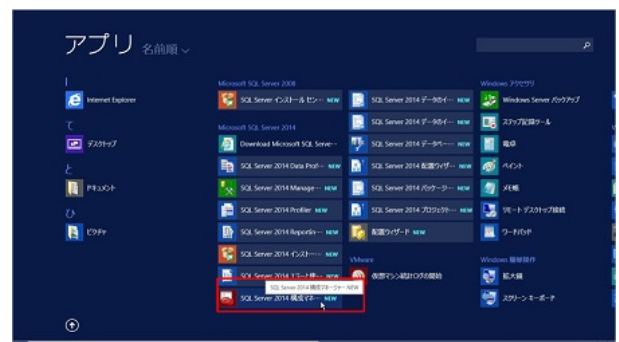 アプリ 名前順
I
Internet Explorer
て
デスクトップ
と
ドキュメント
ひ
ピクチャ
Microsoft SQL Server 2008
SQL Server インストール セン… NEW
Microsoft SQL Server 2014
Download Microsoft SQL Serve…
SQL Server 2014 Data Prof… NEW
SQL Server 2014 Manage… NEW
SQL Server 2014 Profiler NEW
SQL Server 2014 Reportin… NEW
SQL Server 2014 インスト… NEW
SQL Server 2014 エラーと使… NEW
SQL Server 2014 構成マネージャー NEW
SQL Server 2014 構成マネ… NEW
SQL Server 2014 データのイ… NEW
SQL Server 2014 データのイ… NEW
SQL Server 2014 データベ… NEW
SQL Server 2014 配置ウィザ… NEW
SQL Server 2014 パッケージ… NEW
SQL Server 2014 プロジェクト… NEW
配置ウィザード NEW
VMware
仮想マシン統計ログの開始
Windows アクセサリ
Windows Server バックアップ
ステップ記録ツール
電卓
ペイント
メモ帳
リモート デスクトップ接続
ワードパッド
Windows 簡単操作
拡大鏡
スクリーン キーボード